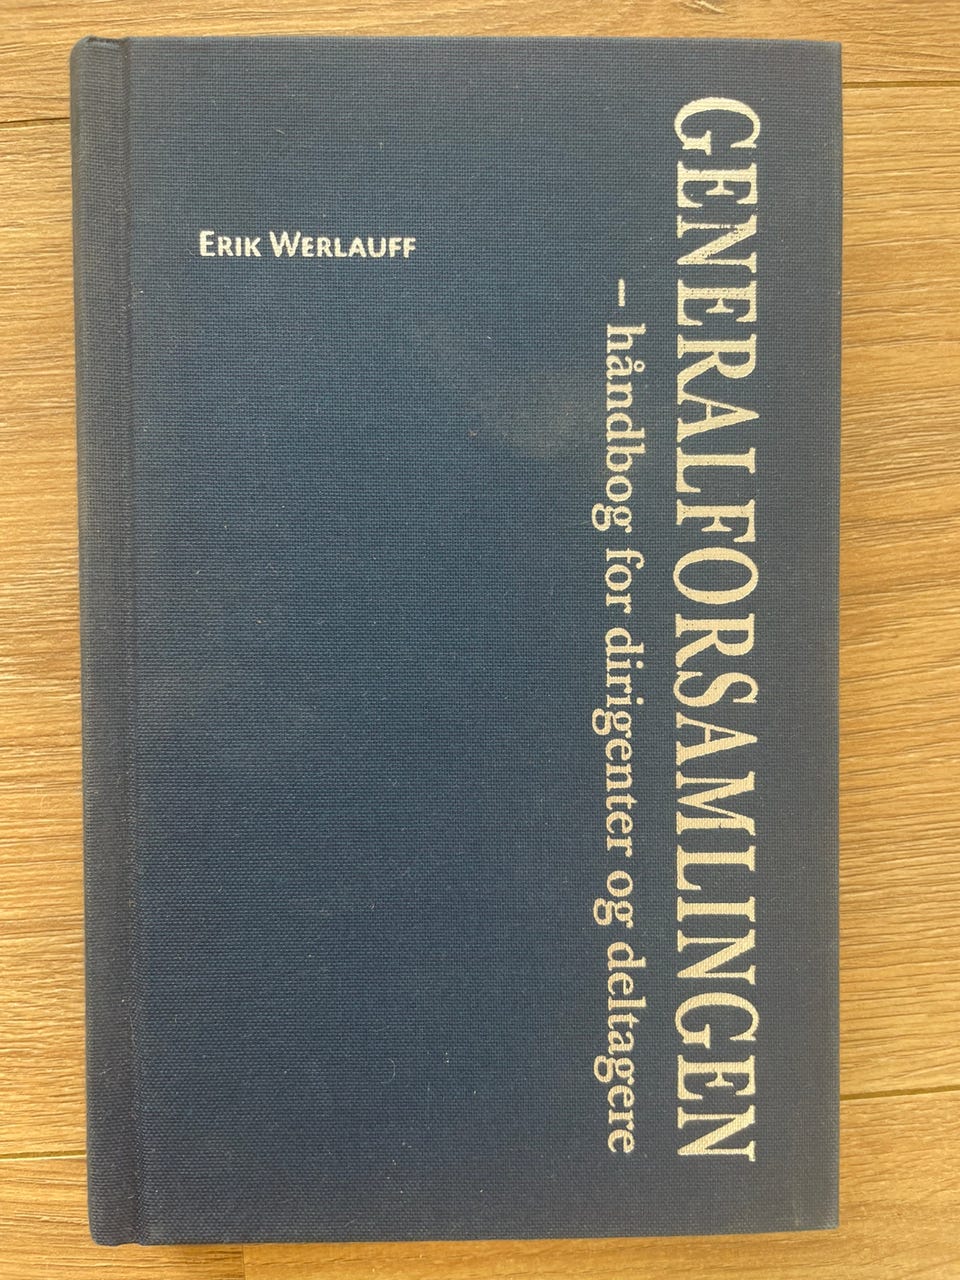 ERIK WERLAUFF
GENERALFORSAMLINGEN
– håndbog for dirigenter og deltagere